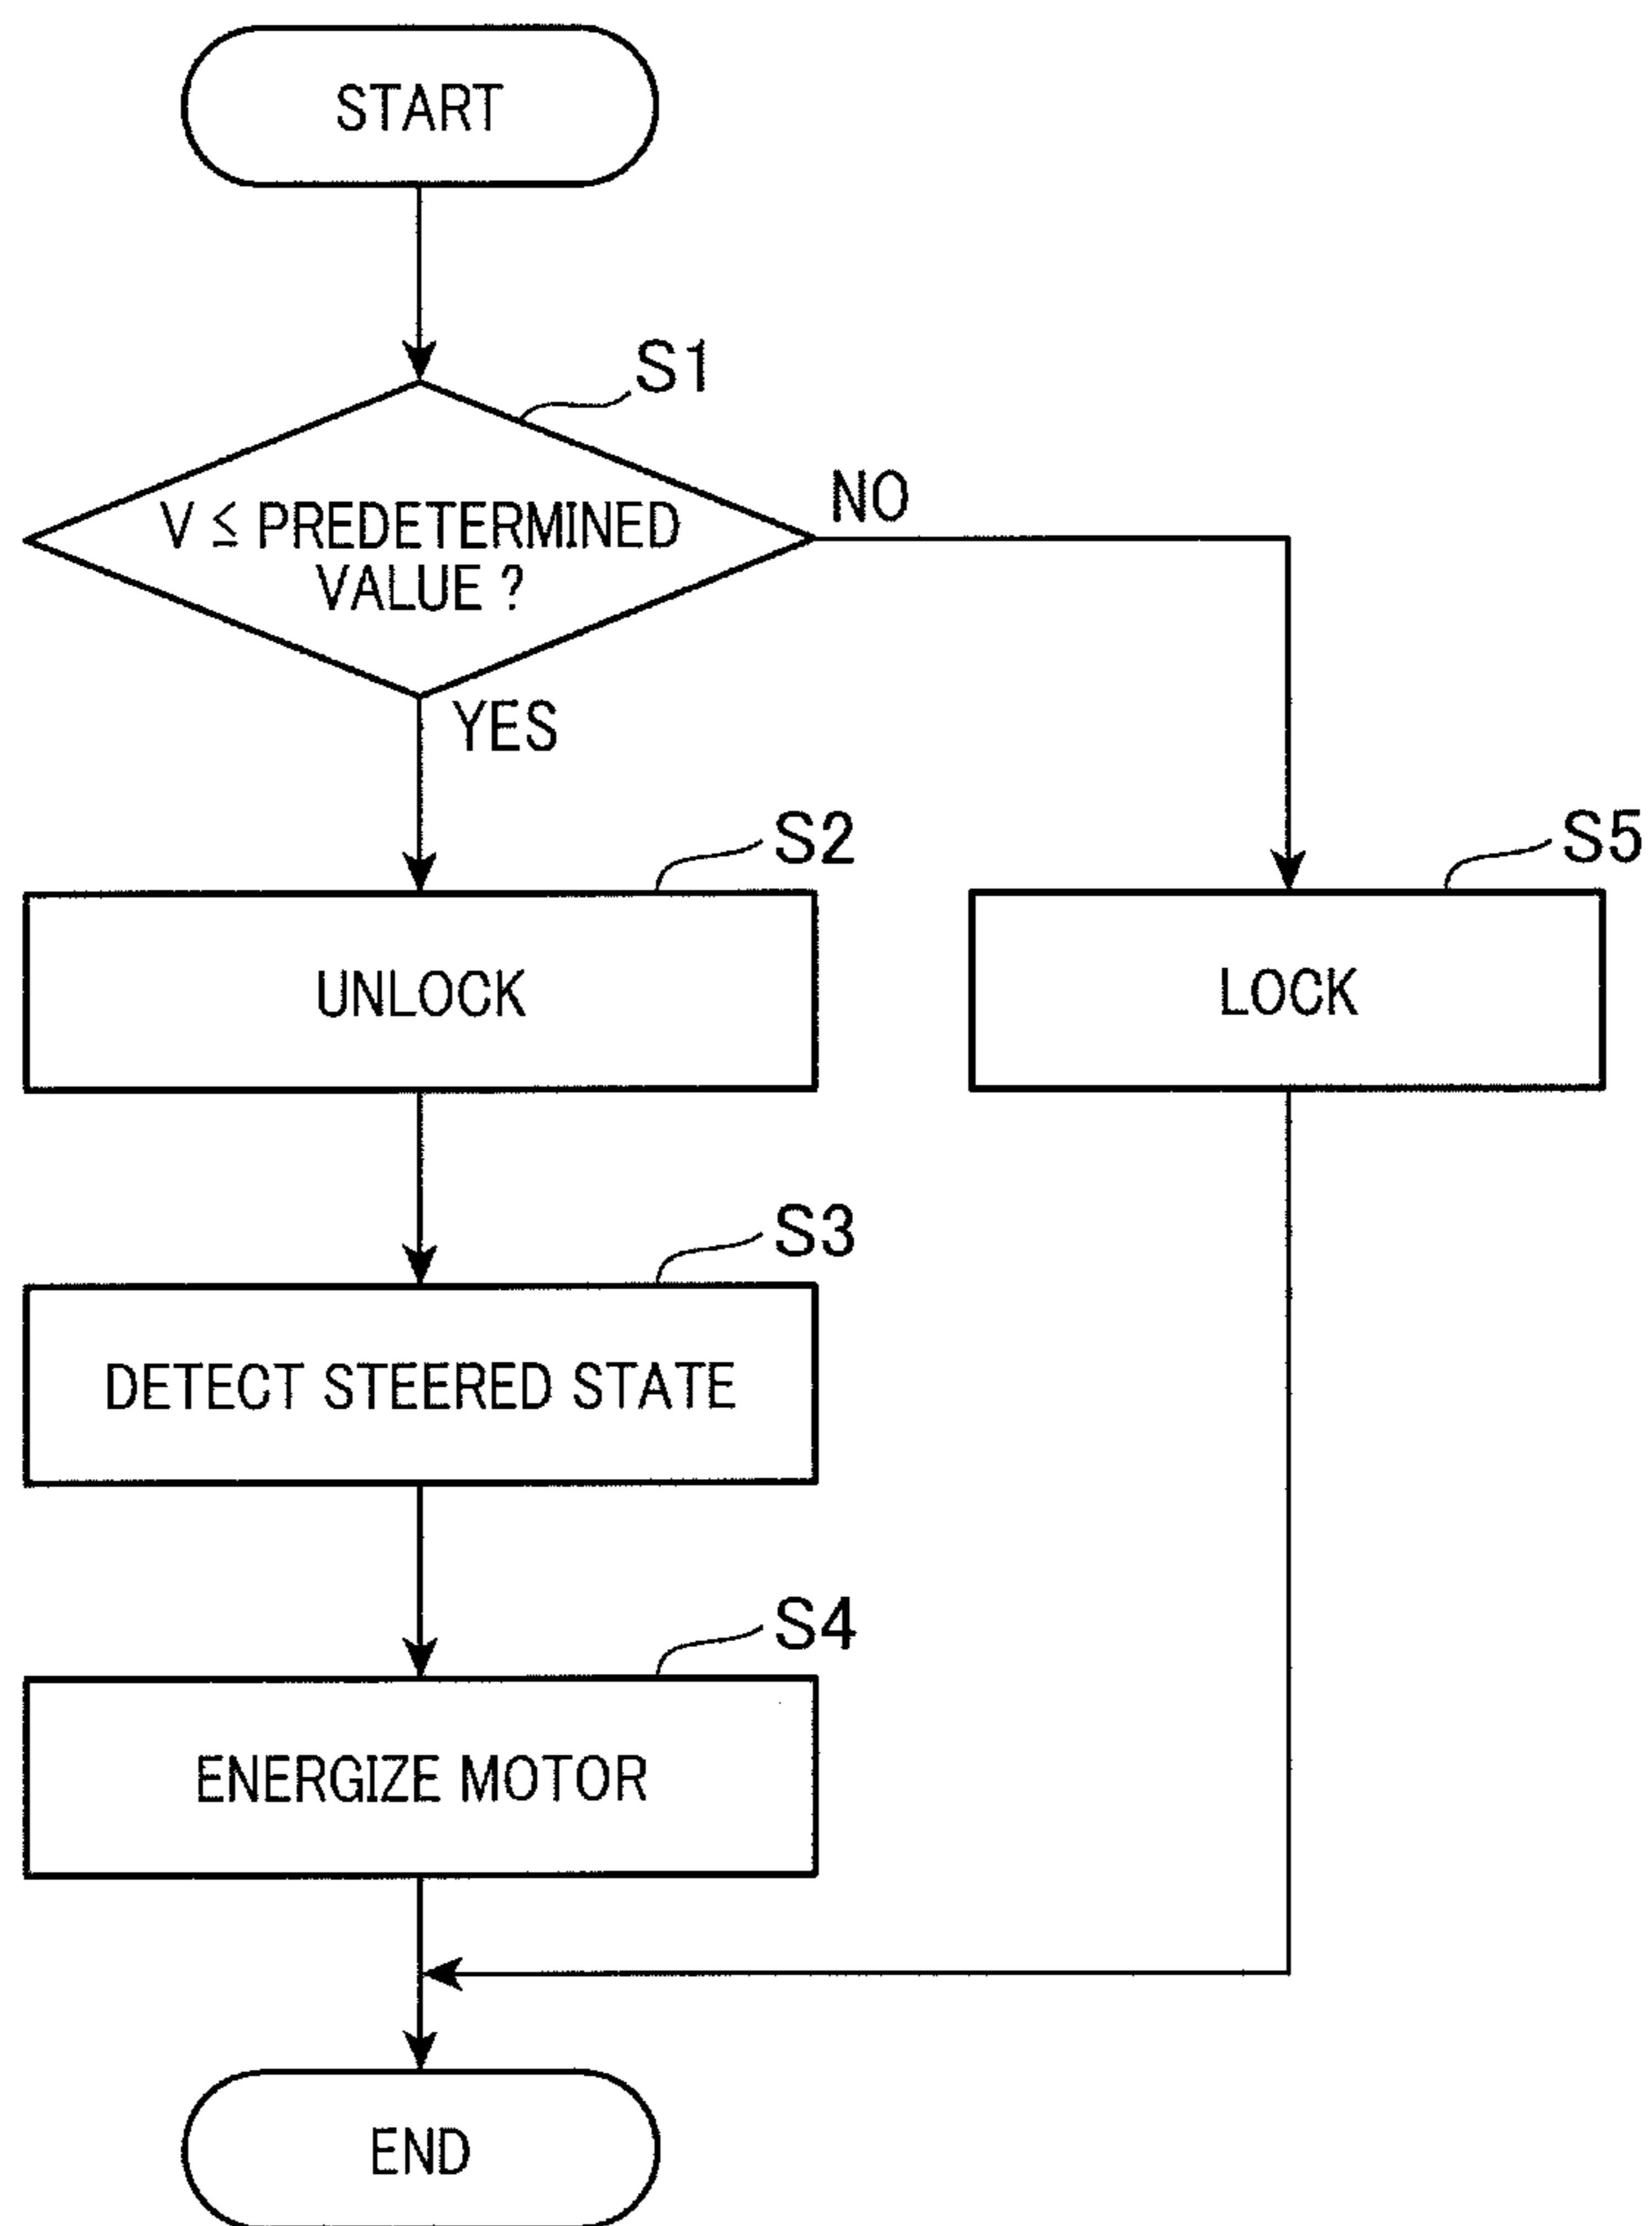 START
S1
V ≦ PREDETERMINED
VALUE ?
NO
YES
S2
UNLOCK
S5
LOCK
S3
DETECT STEERED STATE
S4
ENERGIZE MOTOR
END